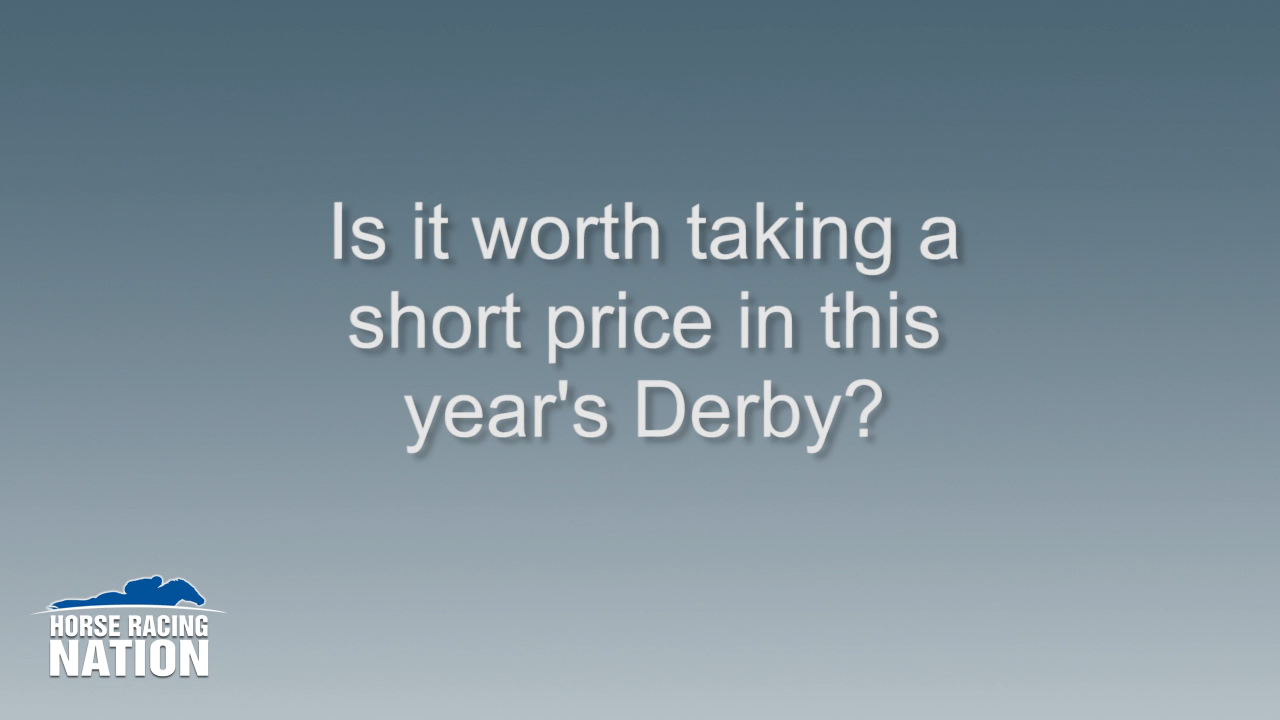 Is it worth taking a
short price in this
year's Derby?
HORSE RACING
NATION